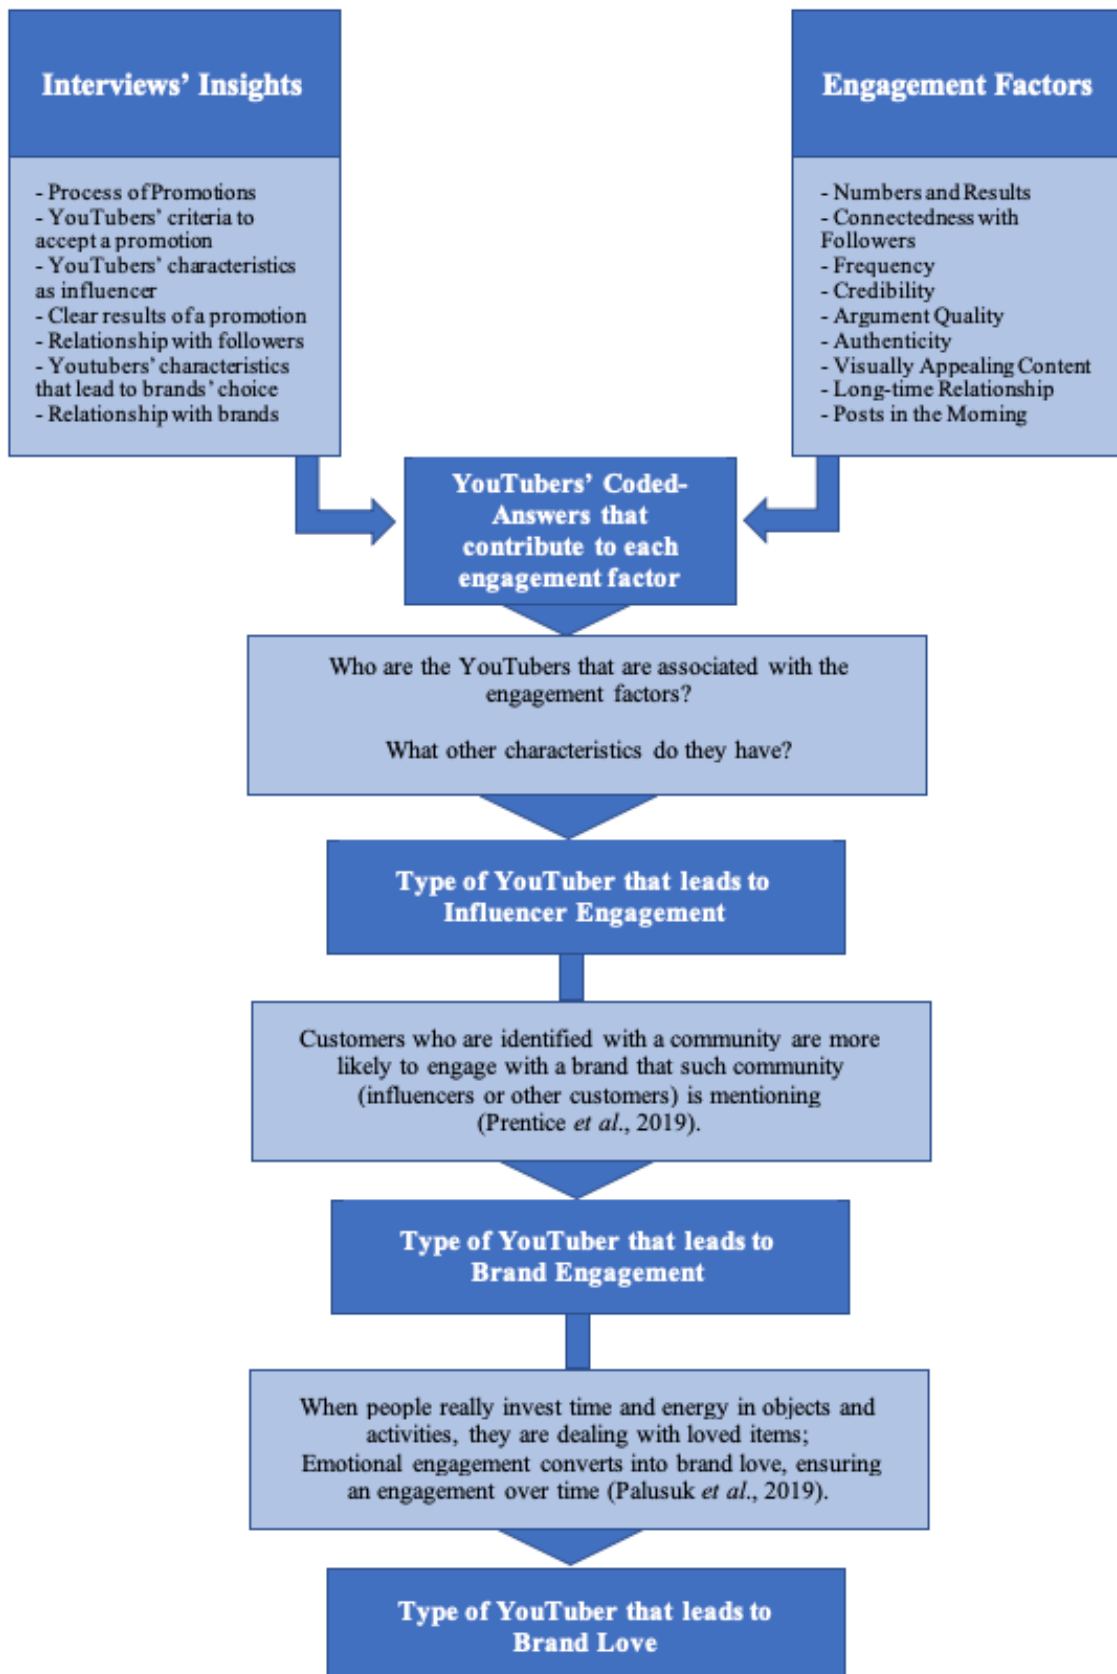 Interviews’ Insights
- Process of Promotions
- YouTubers’ criteria to
accept a promotion
- YouTubers’ characteristics
as influencer
- Clear results of a promotion
- Relationship with followers
- Youtubers’ characteristics
that lead to brands’ choice
- Relationship with brands
Engagement Factors
- Numbers and Results
- Connectedness with
Followers
- Frequency
- Credibility
- Argument Quality
- Authenticity
- Visually Appealing Content
- Long-time Relationship
- Posts in the Morning
YouTubers’ Coded-
Answers that
contribute to each
engagement factor
Who are the YouTubers that are associated with the
engagement factors?
What other characteristics do they have?
Type of YouTuber that leads to
Influencer Engagement
Customers who are identified with a community are more
likely to engage with a brand that such community
(influencers or other customers) is mentioning
(Prentice et al., 2019).
Type of YouTuber that leads to
Brand Engagement
When people really invest time and energy in objects and
activities, they are dealing with loved items;
Emotional engagement converts into brand love, ensuring
an engagement over time (Palusuk et al., 2019).
Type of YouTuber that leads to
Brand Love